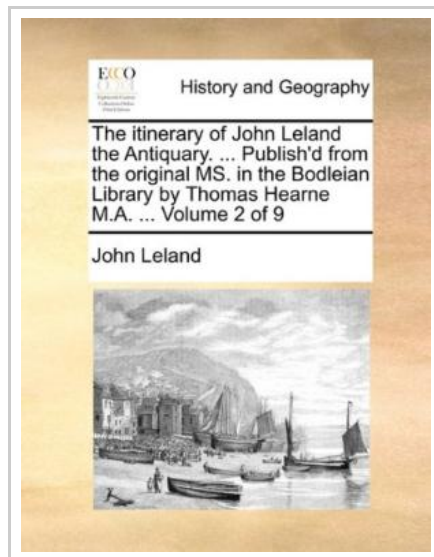 ECCO
History and Geography
The itinerary of John Leland
the Antiquary. ... Publish'd from
the original MS. in the Bodleian
Library by Thomas Hearne
M.A. ... Volume 2 of 9
John Leland